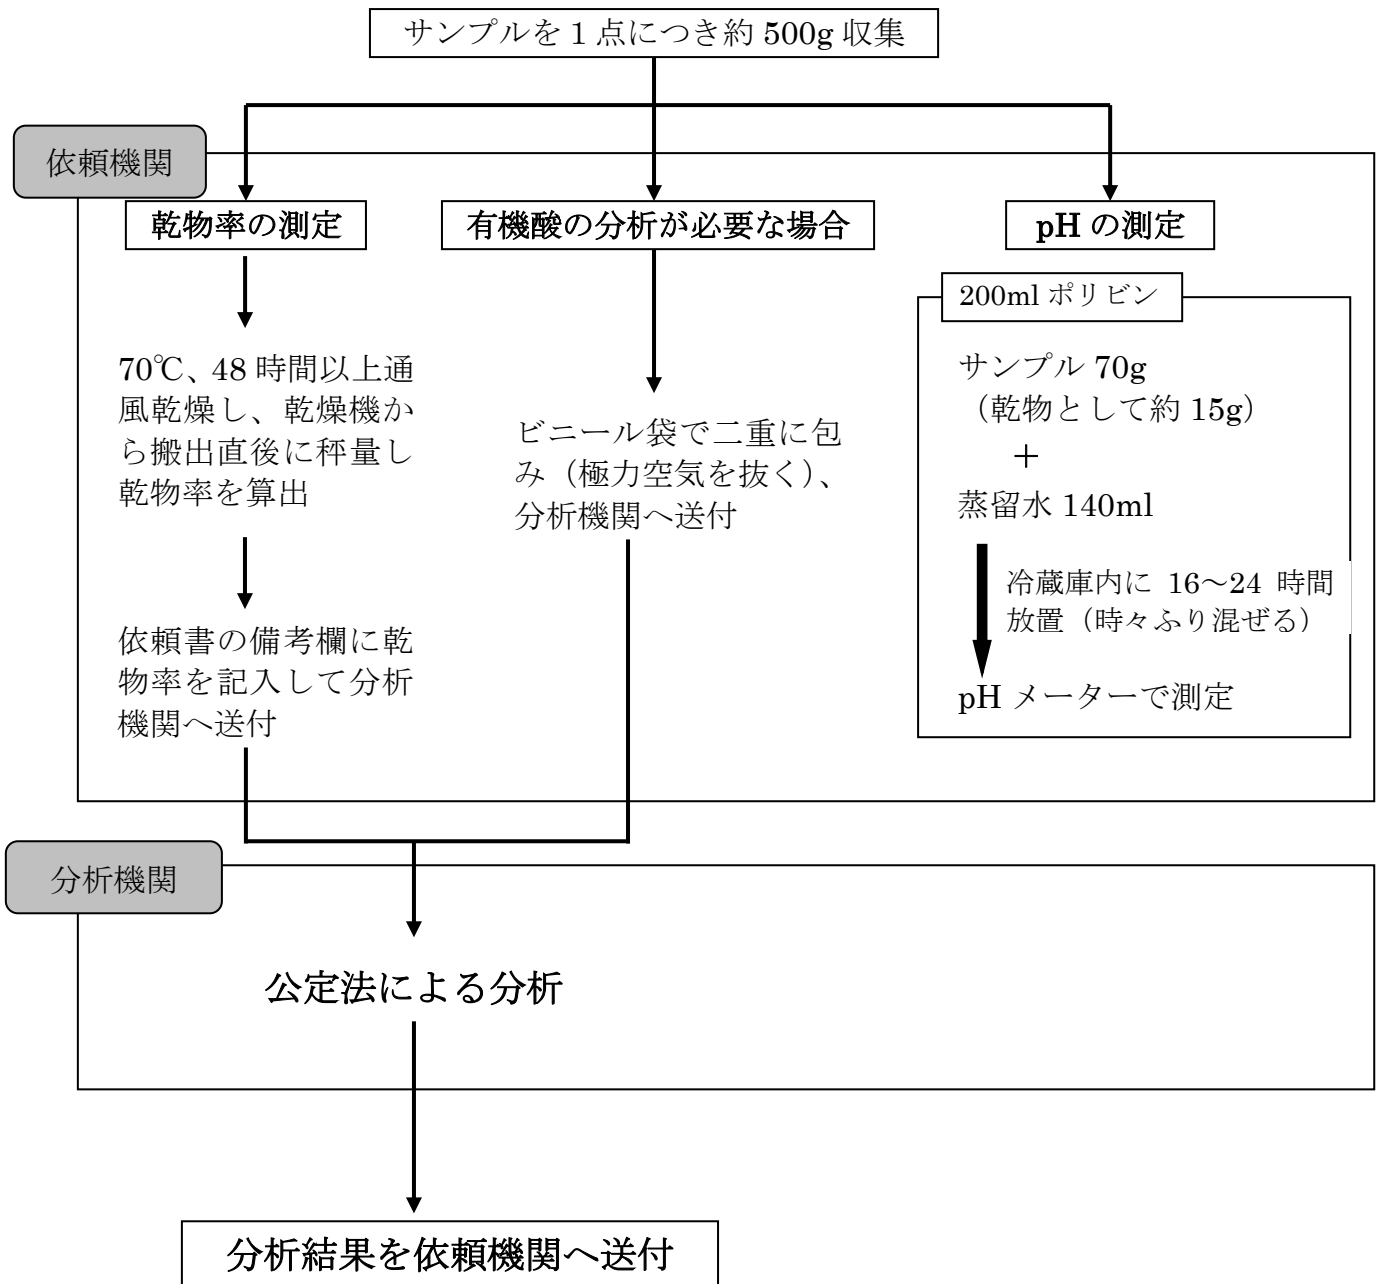 サンプルを1点につき約500g収集
依頼機関
乾物率の測定
70℃、48時間以上通
風乾燥し、乾燥機か
ら搬出直後に秤量し
乾物率を算出
依頼書の備考欄に乾
物率を記入して分析
機関へ送付
有機酸の分析が必要な場合
ビニール袋で二重に包
み（極力空気を抜く）、
分析機関へ送付
pHの測定
200mlポリビン
サンプル70g
（乾物として約15g）
＋
蒸留水140ml
冷蔵庫内に 16～24 時間
放置（時々ふり混ぜる）
pHメーターで測定
分析機関
公定法による分析
分析結果を依頼機関へ送付